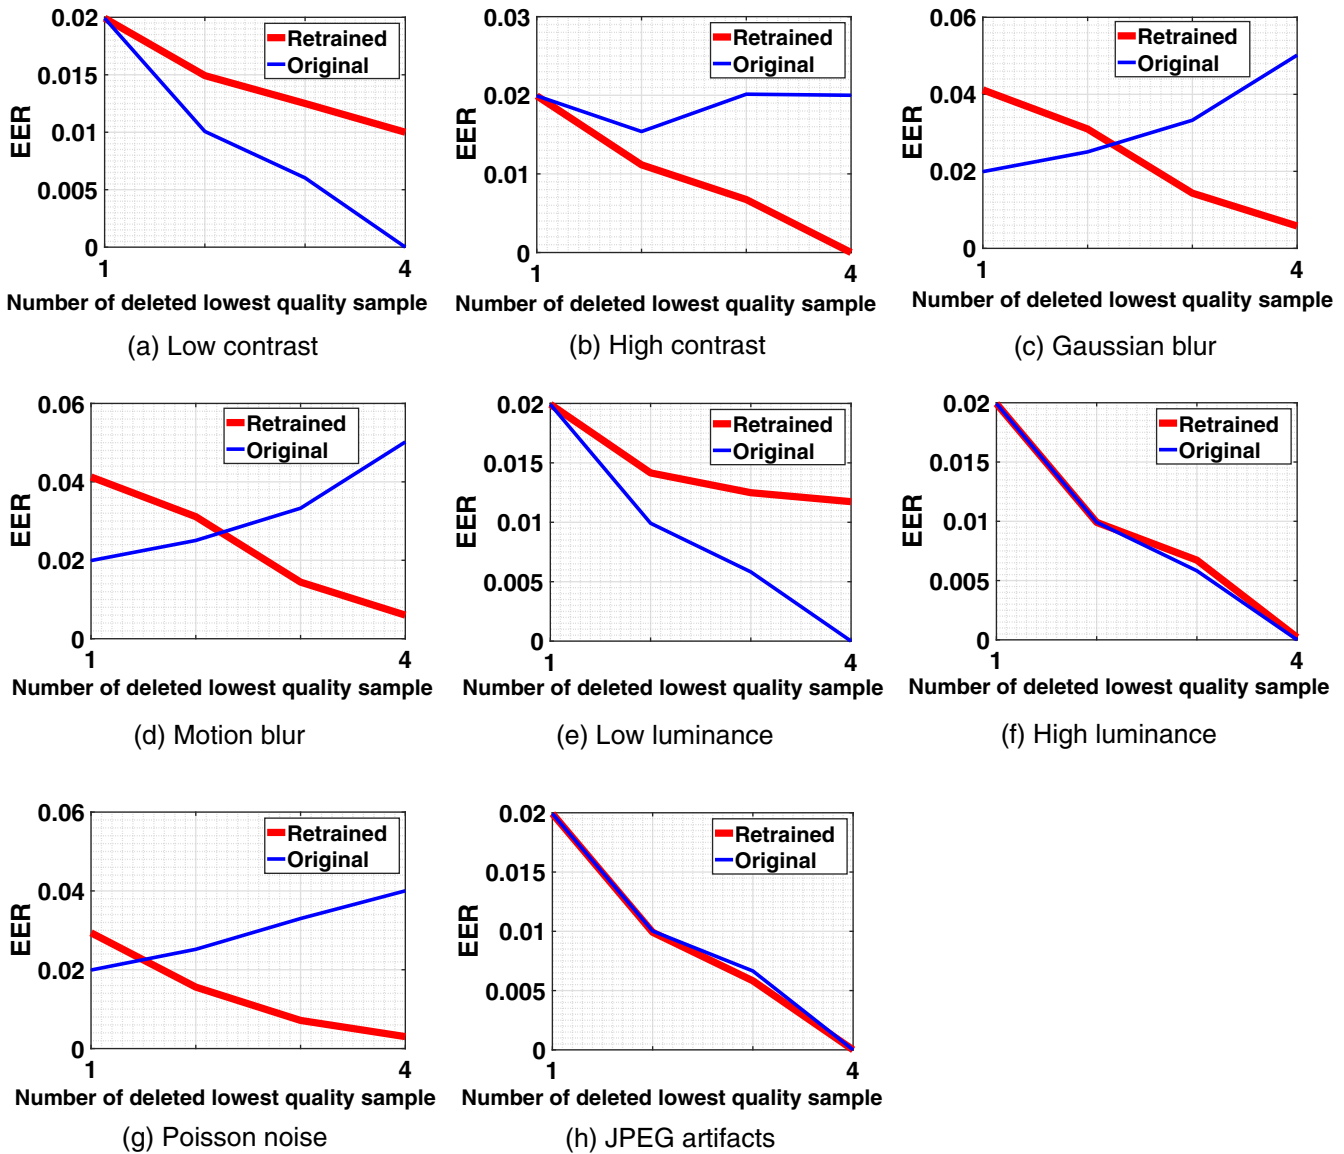 0.02
0.015
0.01
0.005
0
EER
Retrained
Original
1
4
Number of deleted lowest quality sample
(a) Low contrast
0.03
0.02
0.01
0
EER
Retrained
Original
1
4
Number of deleted lowest quality sample
(b) High contrast
0.06
0.04
0.02
0
EER
Retrained
Original
1
4
Number of deleted lowest quality sample
(c) Gaussian blur
0.06
0.04
0.02
0
EER
Retrained
Original
1
4
Number of deleted lowest quality sample
(d) Motion blur
0.02
0.015
0.01
0.005
0
EER
Retrained
Original
1
4
Number of deleted lowest quality sample
(e) Low luminance
0.02
0.015
0.01
0.005
0
EER
Retrained
Original
1
4
Number of deleted lowest quality sample
(f) High luminance
0.06
0.04
0.02
0
EER
Retrained
Original
1
4
Number of deleted lowest quality sample
(g) Poisson noise
0.02
0.015
0.01
0.005
0
EER
Retrained
Original
1
4
Number of deleted lowest quality sample
(h) JPEG artifacts